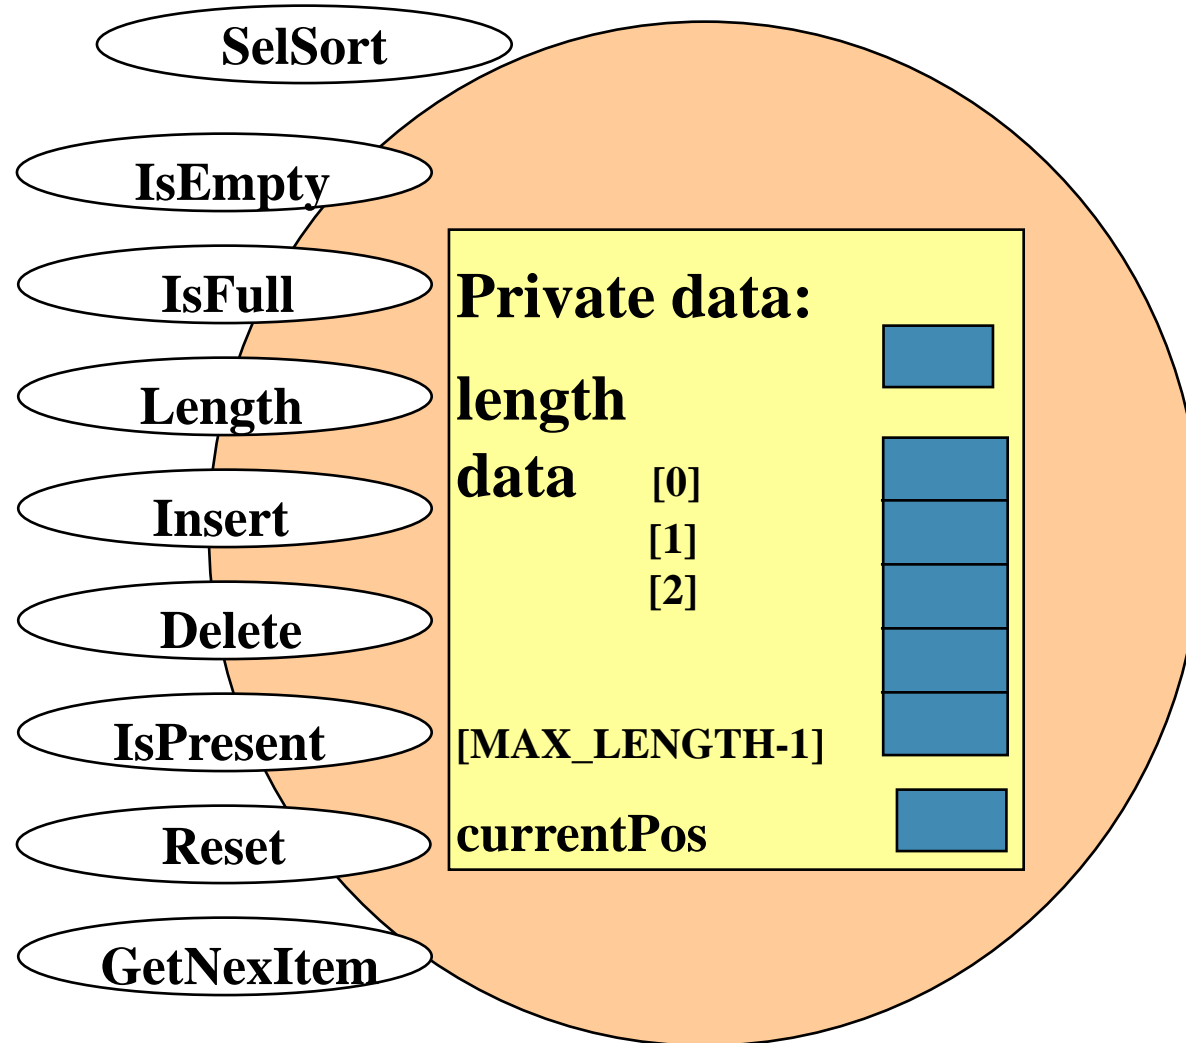 SelSort
IsEmpty
IsFull
Length
Insert
Delete
IsPresent
Reset
GetNexItem
Private data:
length
data [0]
[1]
[2]
[MAX_LENGTH-1]
currentPos